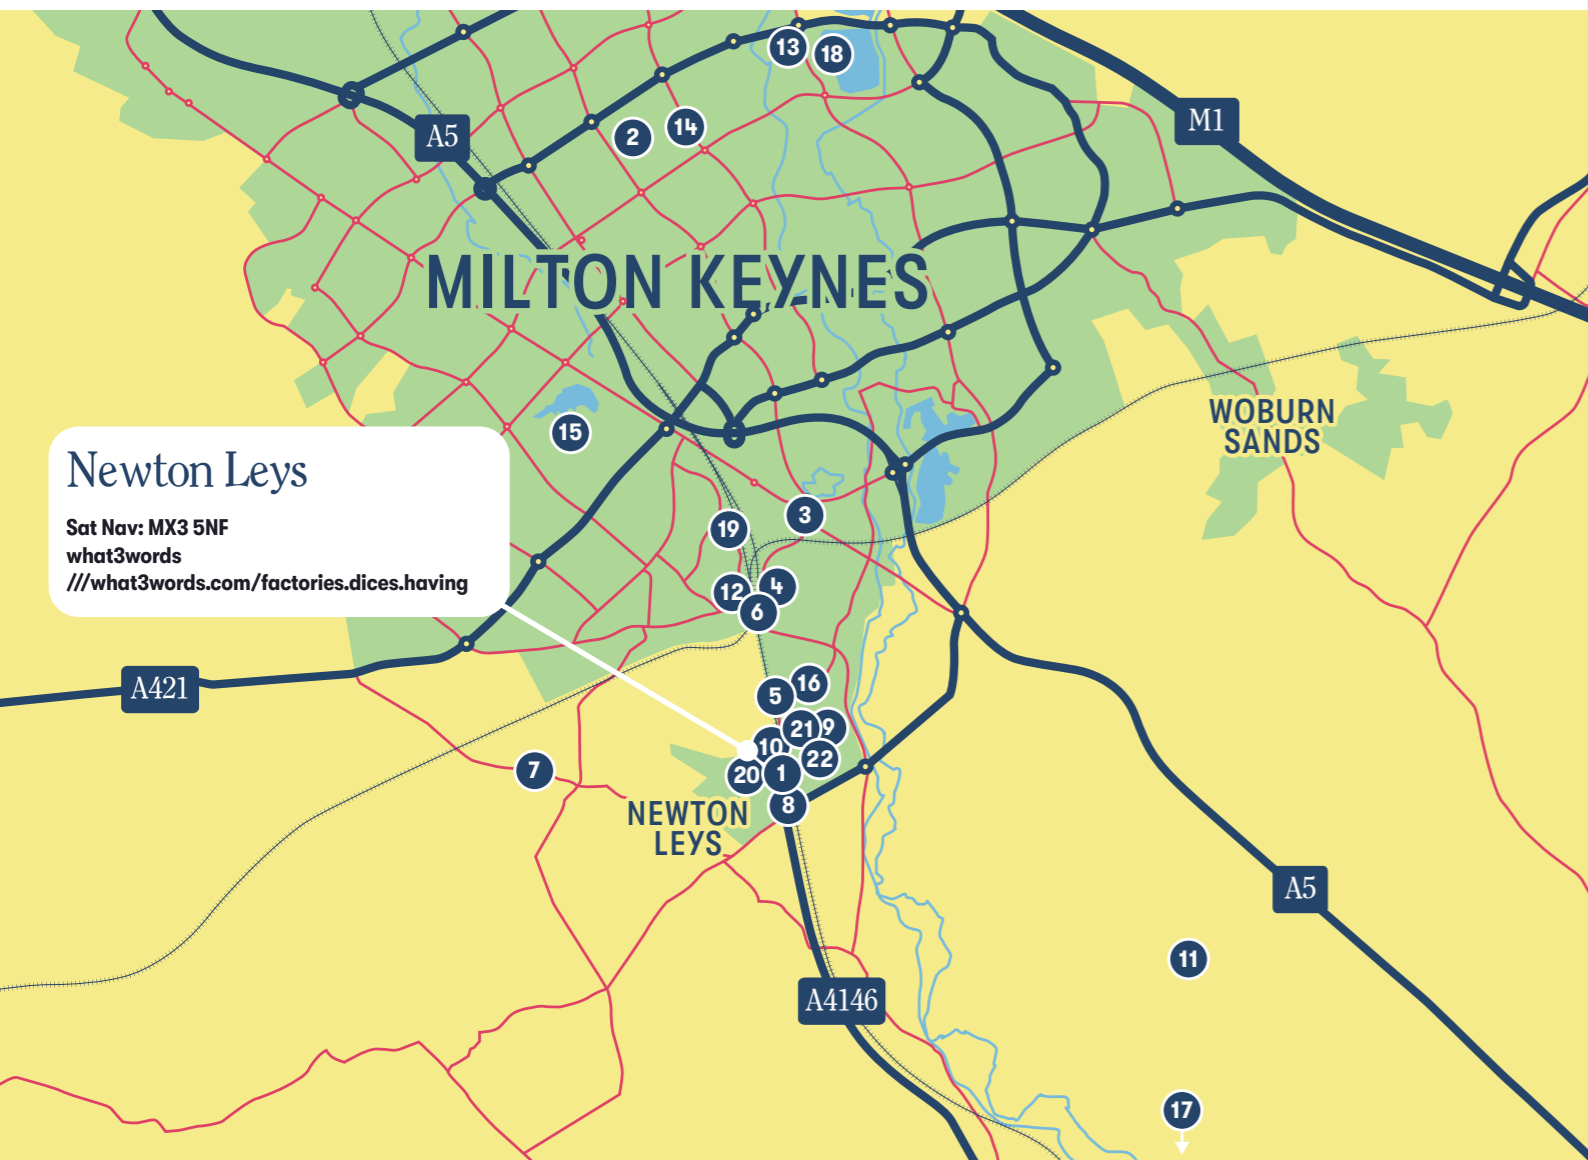 13
18
A5
M1
2
14
MILTON KEYNES
WOBURN
SANDS
15
Newton Leys
Sat Nav: MX3 5NF
what3words
///what3words.com/factories.dices.having
3
19
4
12
6
A421
16
5
21
9
10
22
7
20
1
8
NEWTON
LEYS
A5
11
A4146
17